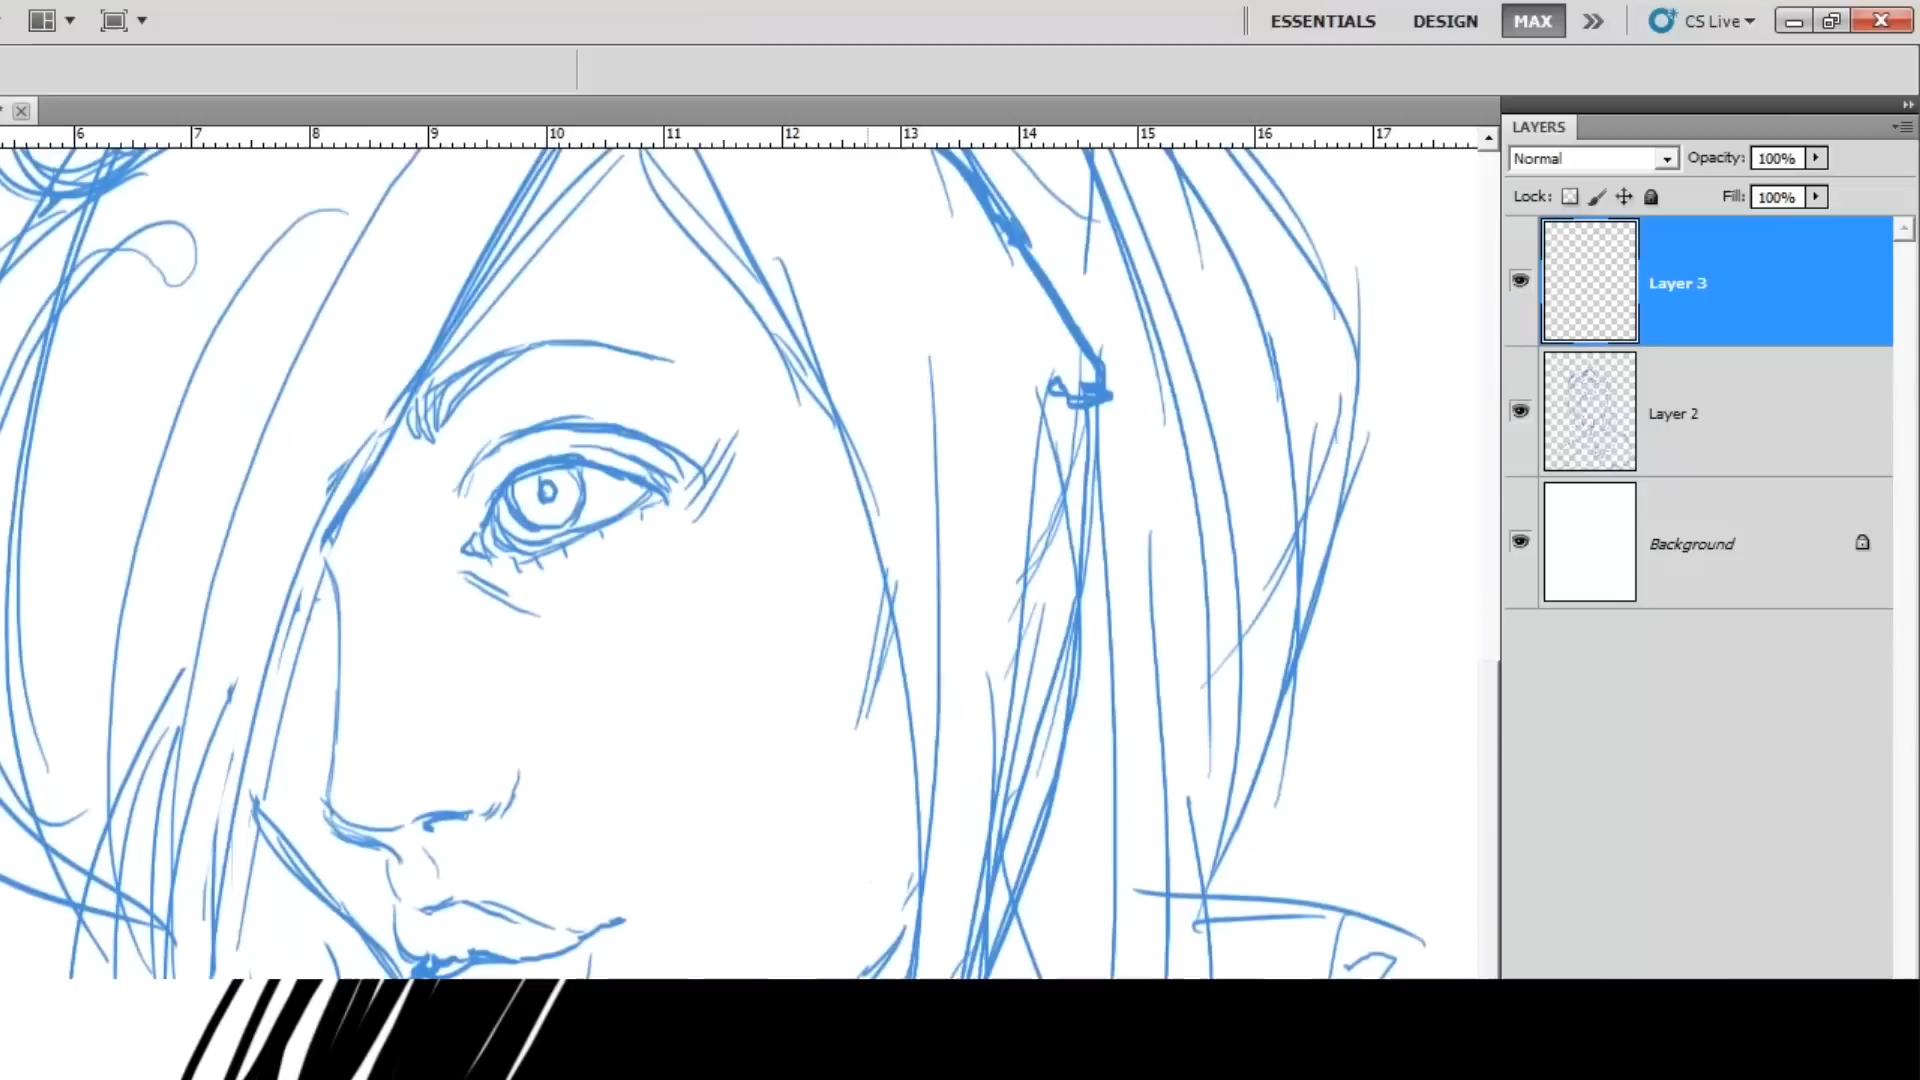 ESSENTIALS DESIGN MAX CS Live
6 7 8 9 10 11 12 13 14 15 16 17
LAYERS
Normal Opacity: 100%
Lock: Fill: 100%
Layer 3
Layer 2
Background